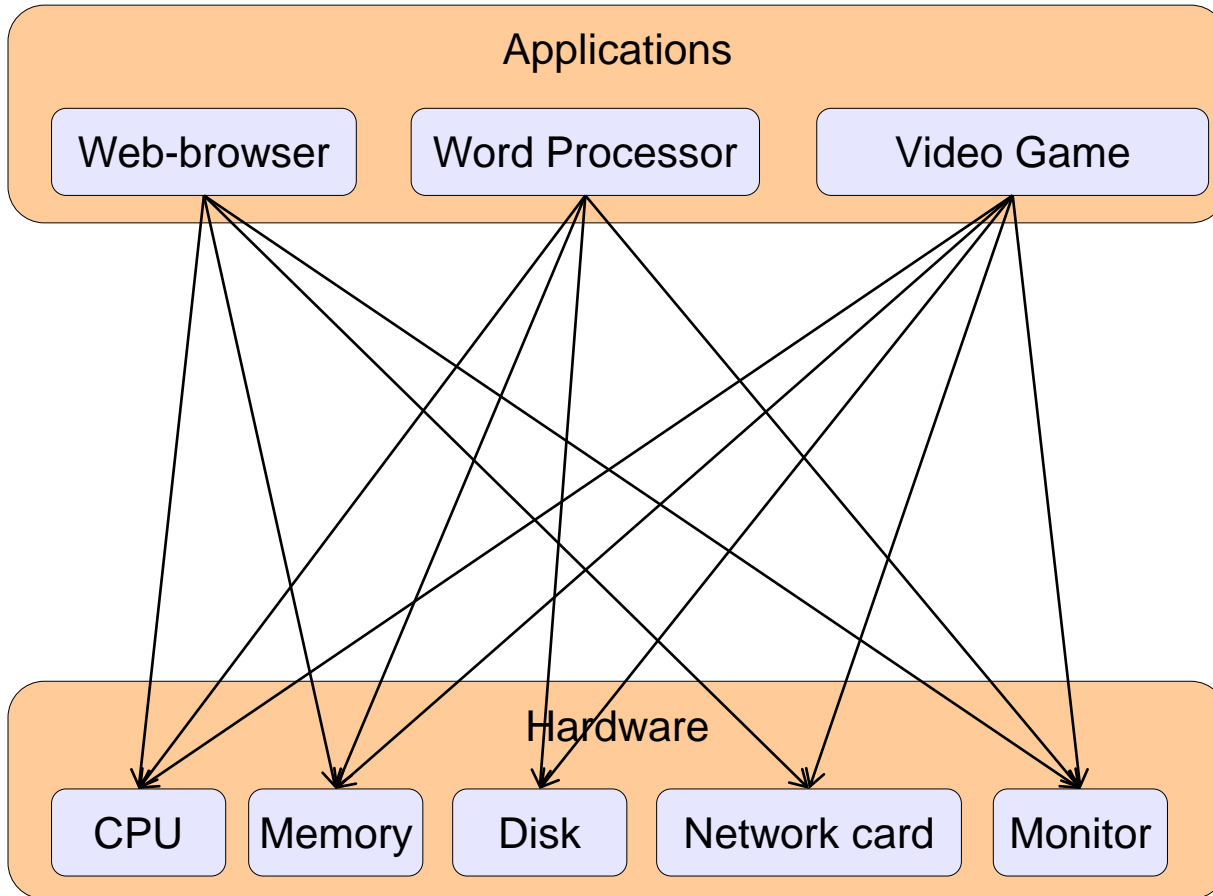 Applications
Web-browser
Word Processor
Video Game
Hardware
CPU
Memory
Disk
Network card
Monitor